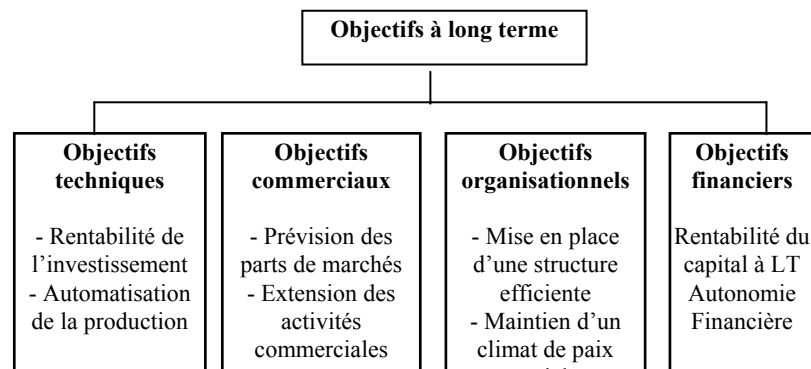 Objectifs à long terme
Objectifs
techniques
- Rentabilité de
l’investissement
- Automatisation
de la production
Objectifs
commerciaux
- Prévision des
parts de marchés
- Extension des
activités
commerciales
Objectifs
organisationnels
- Mise en place
d’une structure
efficiente
- Maintien d’un
climat de paix
Objectifs
financiers
Rentabilité du
capital à LT
Autonomie
Financière